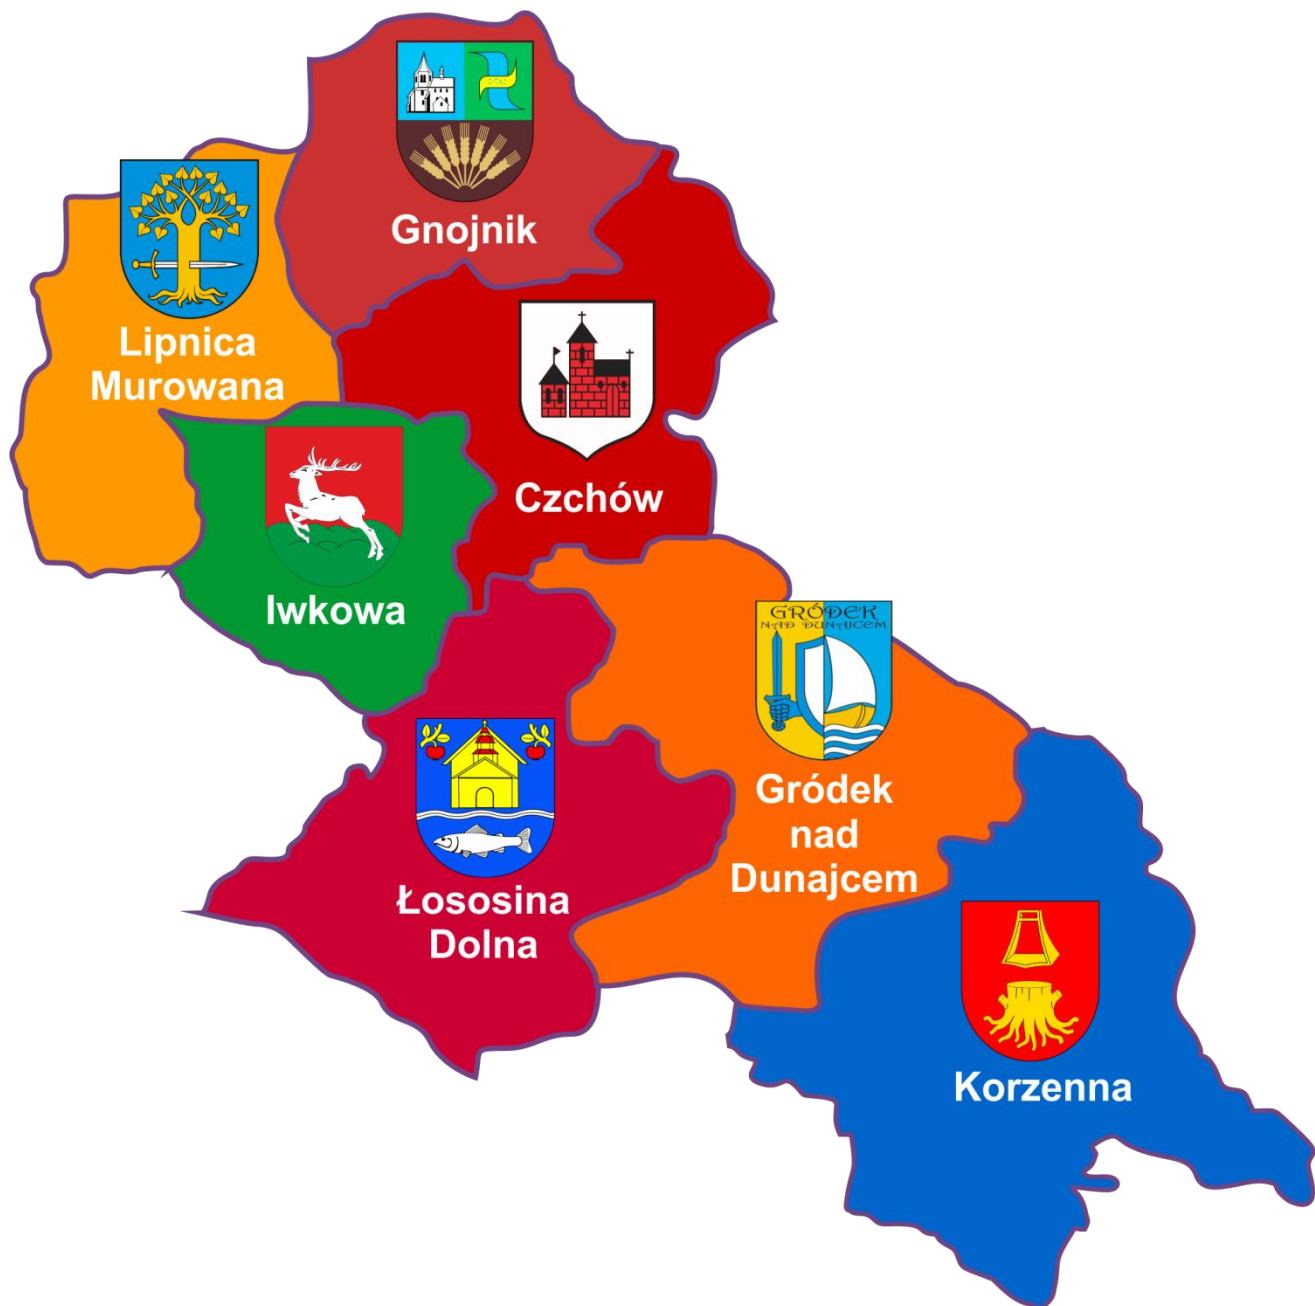 Gnojnik
Lipnica
Murowana
Czchów
Iwkowa
GRÓDEK
NAD DUNAJCEM
Gródek
nad
Dunajcem
Łososina
Dolna
Korzenna